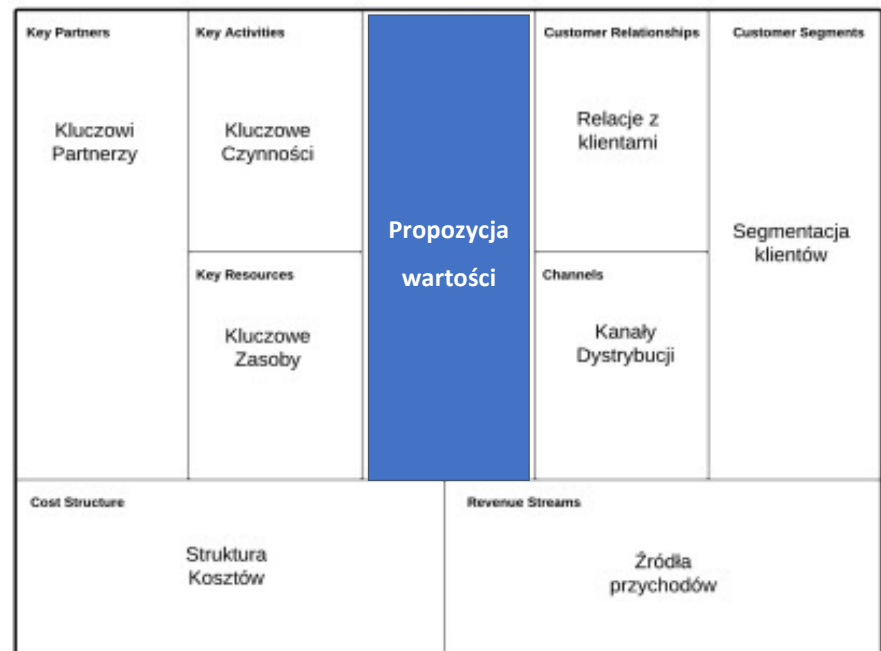 Key Partners
Kluczowi
Partnerzy
Key Activities
Kluczowe
Czynności
Key Resources
Kluczowe
Zasoby
Propozycja
wartości
Customer Relationships
Relacje z
klientami
Channels
Kanały
Dystrybucji
Customer Segments
Segmentacja
klientów
Cost Structure
Struktura
Kosztów
Revenue Streams
Źródła
przychodów